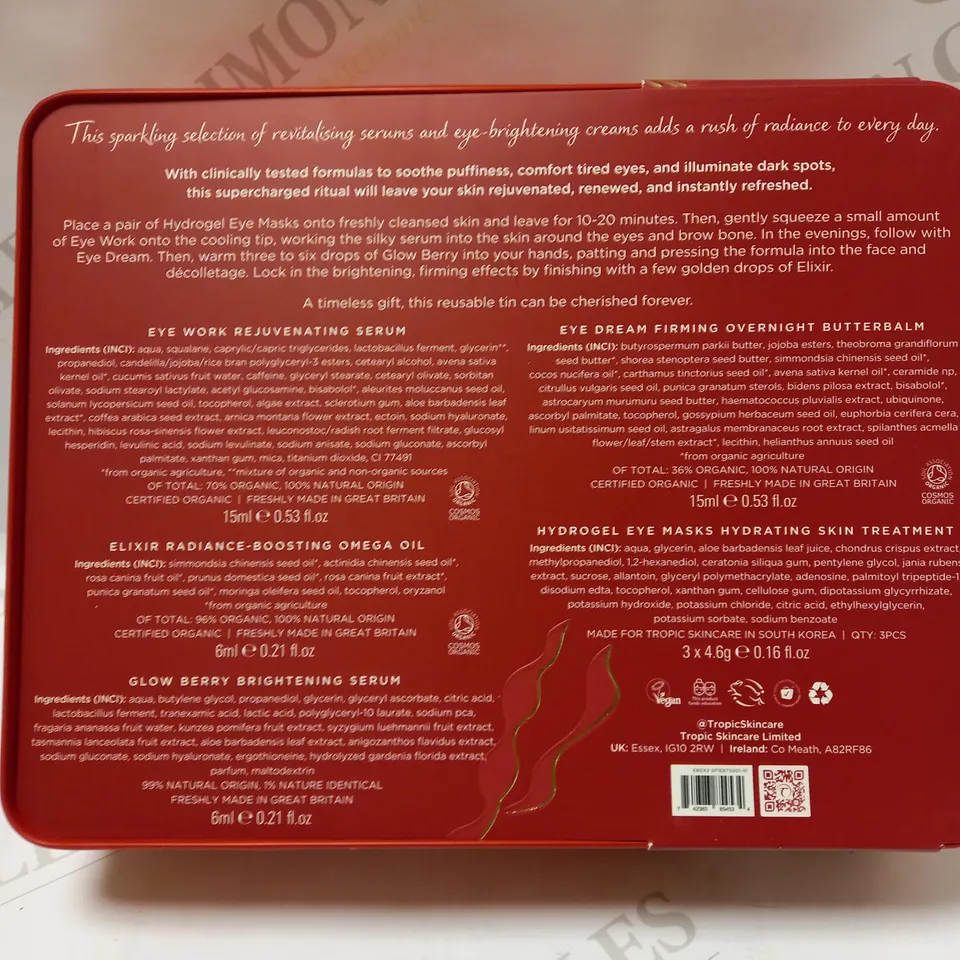 This sparkling selection of revitalising serums and eye-brightening creams adds a rush of radiance to every day.
With clinically tested formulas to soothe puffiness, comfort tired eyes, and illuminate dark spots,
this supercharged ritual will leave your skin rejuvenated, renewed, and instantly refreshed.
Place a pair of Hydrogel Eye Masks onto freshly cleansed skin and leave for 10-20 minutes. Then, gently squeeze a small amount
of Eye Work onto the cooling tip, working the silky serum into the skin around the eyes and brow bone. In the evenings, follow with
Eye Dream. Then, warm three to six drops of Glow Berry into your hands, patting and pressing the formula into the face and
décolletage. Lock in the brightening, firming effects by finishing with a few golden drops of Elixir.
A timeless gift, this reusable tin can be cherished forever.
EYE WORK REJUVENATING SERUM
Ingredients (INCI): aqua, squalane, caprylic/capric triglycerides, lactobacillus ferment, glycerin**,
propanediol, candelilla/jojoba/rice bran polyglyceryl-3 esters, cetearyl alcohol, avena sativa
kernel oil*, cucumis sativus fruit water, caffeine, glyceryl stearate, cetearyl olivate, sorbitan
olivate, sodium stearoyl lactylate, acetyl glucosamine, bisabolol*, aleurites moluccanus seed oil,
solanum lycopersicum seed oil, tocopherol, algae extract, sclerotium gum, aloe barbadensis leaf
extract*, coffea arabica seed extract, arnica montana flower extract, ectoin, sodium hyaluronate,
lecithin, hibiscus rosa-sinensis flower extract, leuconostoc/radish root ferment filtrate, glucosyl
hesperidin, levulinic acid, sodium levulinate, sodium anisate, sodium gluconate, ascorbyl
palmitate, xanthan gum, mica, titanium dioxide, CI 77491
*from organic agriculture, **mixture of organic and non-organic sources
OF TOTAL: 70% ORGANIC, 100% NATURAL ORIGIN
CERTIFIED ORGANIC | FRESHLY MADE IN GREAT BRITAIN
15ml e 0.53 fl.oz
COSMOS
ORGANIC
ELIXIR RADIANCE-BOOSTING OMEGA OIL
Ingredients (INCI): simmondsia chinensis seed oil*, actinidia chinensis seed oil*,
rosa canina fruit oil*, prunus domestica seed oil*, rosa canina fruit extract*,
punica granatum seed oil*, moringa oleifera seed oil, tocopherol, oryzanol
*from organic agriculture
OF TOTAL: 96% ORGANIC, 100% NATURAL ORIGIN
CERTIFIED ORGANIC | FRESHLY MADE IN GREAT BRITAIN
6ml e 0.21 fl.oz
COSMOS
ORGANIC
GLOW BERRY BRIGHTENING SERUM
Ingredients (INCI): aqua, butylene glycol, propanediol, glycerin, glyceryl ascorbate, citric acid,
lactobacillus ferment, tranexamic acid, lactic acid, polyglyceryl-10 laurate, sodium pca,
fragaria ananassa fruit water, kunzea pomifera fruit extract, syzygium luehmannii fruit extract,
tasmannia lanceolata fruit extract, aloe barbadensis leaf extract, anigozanthos flavidus extract,
sodium gluconate, sodium hyaluronate, ergothioneine, hydrolyzed gardenia florida extract,
parfum, maltodextrin
99% NATURAL ORIGIN, 1% NATURE IDENTICAL
FRESHLY MADE IN GREAT BRITAIN
6ml e 0.21 fl.oz
EYE DREAM FIRMING OVERNIGHT BUTTERBALM
Ingredients (INCI): butyrospermum parkii butter, jojoba esters, theobroma grandiflorum
seed butter*, shorea stenoptera seed butter, simmondsia chinensis seed oil*,
cocos nucifera oil*, carthamus tinctorius seed oil*, avena sativa kernel oil*, ceramide np,
citrullus vulgaris seed oil, punica granatum sterols, bidens pilosa extract, bisabolol*,
astrocaryum murumuru seed butter, haematococcus pluvialis extract, ubiquinone,
ascorbyl palmitate, tocopherol, gossypium herbaceum seed oil, euphorbia cerifera cera,
linum usitatissimum seed oil, astragalus membranaceus root extract, spilanthes acmella
flower/leaf/stem extract*, lecithin, helianthus annuus seed oil
*from organic agriculture
OF TOTAL: 36% ORGANIC, 100% NATURAL ORIGIN
CERTIFIED ORGANIC | FRESHLY MADE IN GREAT BRITAIN
15ml e 0.53 fl.oz
COSMOS
ORGANIC
HYDROGEL EYE MASKS HYDRATING SKIN TREATMENT
Ingredients (INCI): aqua, glycerin, aloe barbadensis leaf juice, chondrus crispus extract,
methylpropanediol, 1,2-hexanediol, ceratonia siliqua gum, pentylene glycol, jania rubens
extract, sucrose, allantoin, glyceryl polymethacrylate, adenosine, palmitoyl tripeptide-1
disodium edta, tocopherol, xanthan gum, cellulose gum, dipotassium glycyrrhizate,
potassium hydroxide, potassium chloride, citric acid, ethylhexylglycerin,
potassium sorbate, sodium benzoate
MADE FOR TROPIC SKINCARE IN SOUTH KOREA | QTY: 3PCS
3 x 4.6g e 0.16 fl.oz
vegan
@TropicSkincare
Tropic Skincare Limited
UK: Essex, IG10 2RW | Ireland: Co Meath, A82RF86